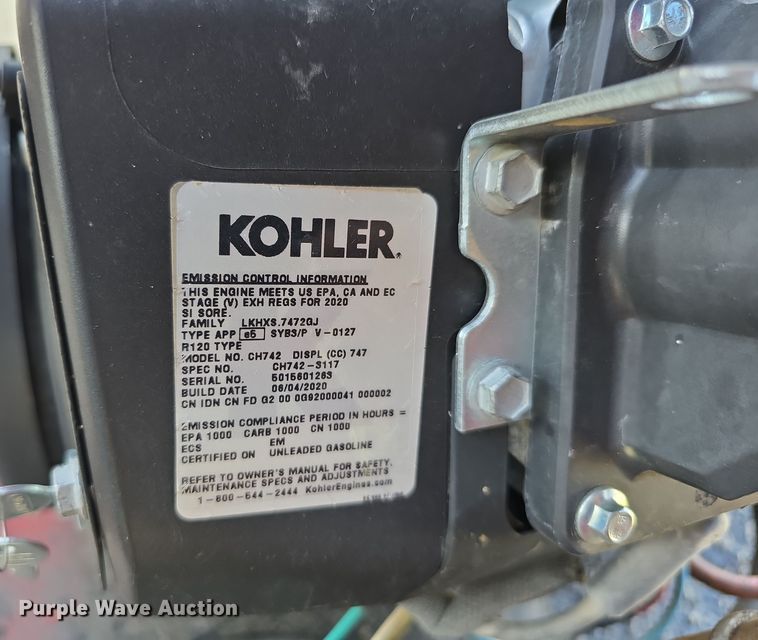 KOHLER®
EMISSION CONTROL INFORMATION
THIS ENGINE MEETS US EPA, CA AND EC
STAGE (V) EXH REGS FOR 2020
SI SORE.
FAMILY LKHXS.7472GJ
TYPE APP e5 SYB3/P V-0127
R120 TYPE
MODEL NO. CH742 DISPL (CC) 747
SPEC NO. CH742-3117
SERIAL NO. 5015601263
BUILD DATE 06/04/2020
CN IDN CN FD G2 00 0G92000041 000002
EMISSION COMPLIANCE PERIOD IN HOURS =
EPA 1000 CARB 1000 CN 1000
ECS EM
CERTIFIED ON UNLEADED GASOLINE
REFER TO OWNER'S MANUAL FOR SAFETY,
MAINTENANCE SPECS AND ADJUSTMENTS
1-800-544-2444 KohlerEngines.com
Purple Wave Auction